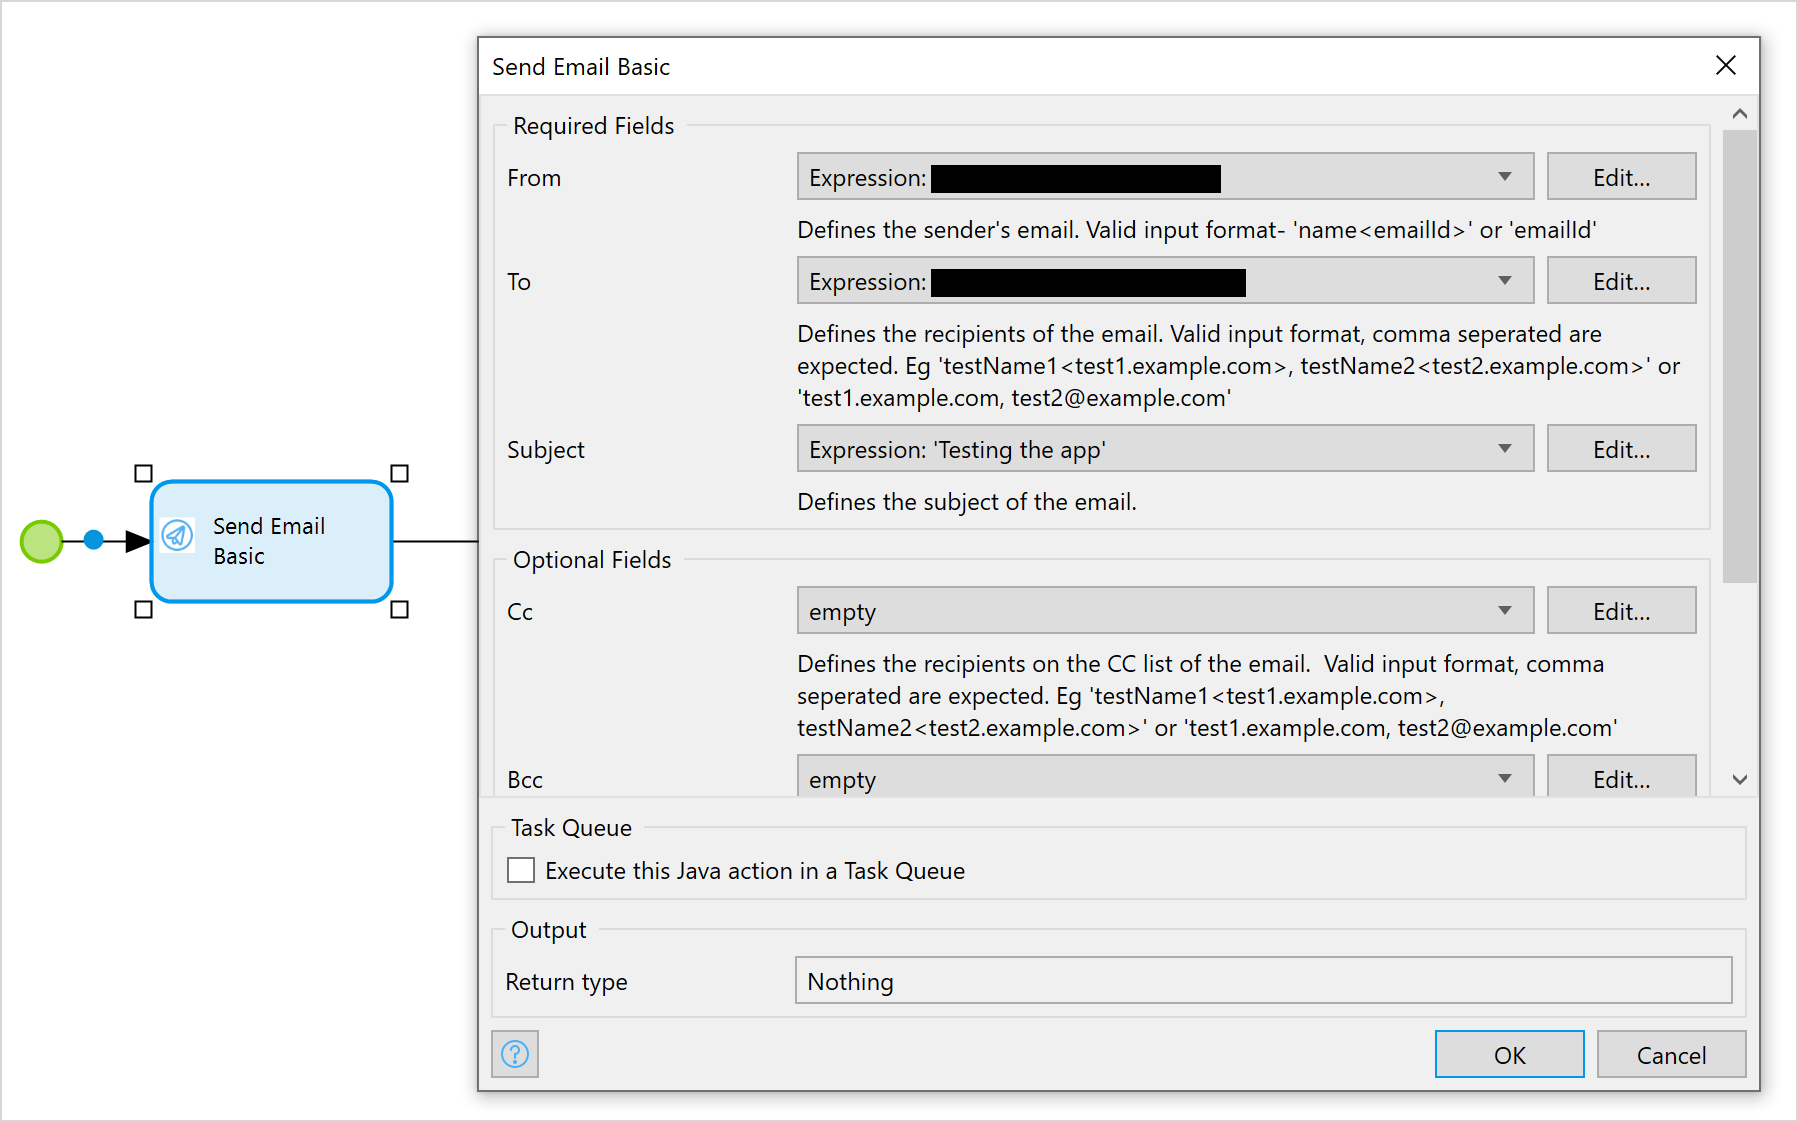 Send Email Basic
Required Fields
From
Expression:
Edit...
Defines the sender's email. Valid input format- 'name<emailId>' or 'emailId'
To
Expression:
Edit...
Defines the recipients of the email. Valid input format, comma seperated are
expected. Eg 'testName1<test1.example.com>, testName2<test2.example.com>' or
'test1.example.com, test2@example.com'
Subject
Expression: 'Testing the app'
Edit...
Defines the subject of the email.
Send Email
Basic
Optional Fields
Cc
empty
Edit...
Defines the recipients on the CC list of the email.  Valid input format, comma
seperated are expected. Eg 'testName1<test1.example.com>,
testName2<test2.example.com>' or 'test1.example.com, test2@example.com'
Bcc
empty
Edit...
Task Queue
Execute this Java action in a Task Queue
Output
Return type
Nothing
?
OK
Cancel